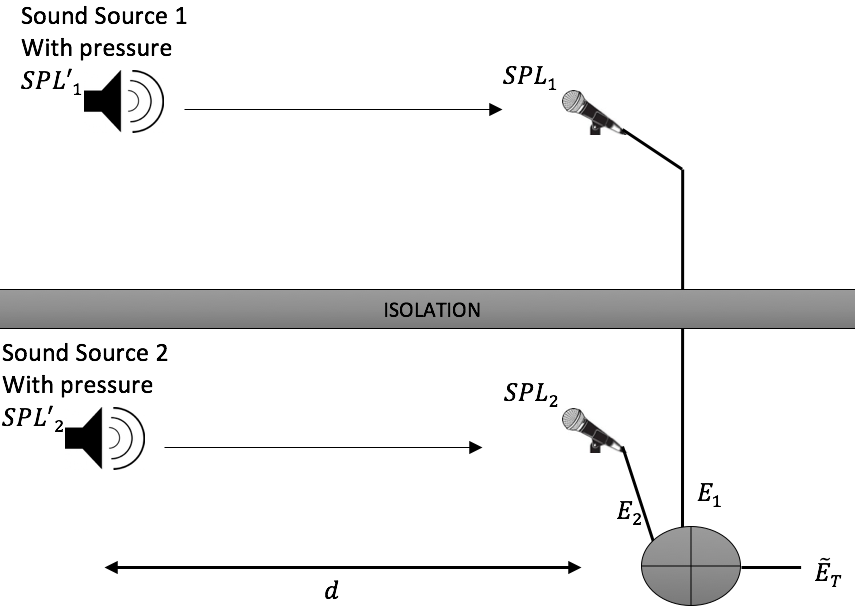 Sound Source 1
With pressure
SPL'₁
SPL₁
ISOLATION
Sound Source 2
With pressure
SPL'₂
SPL₂
E₂
E₁
Ẽ_T
d